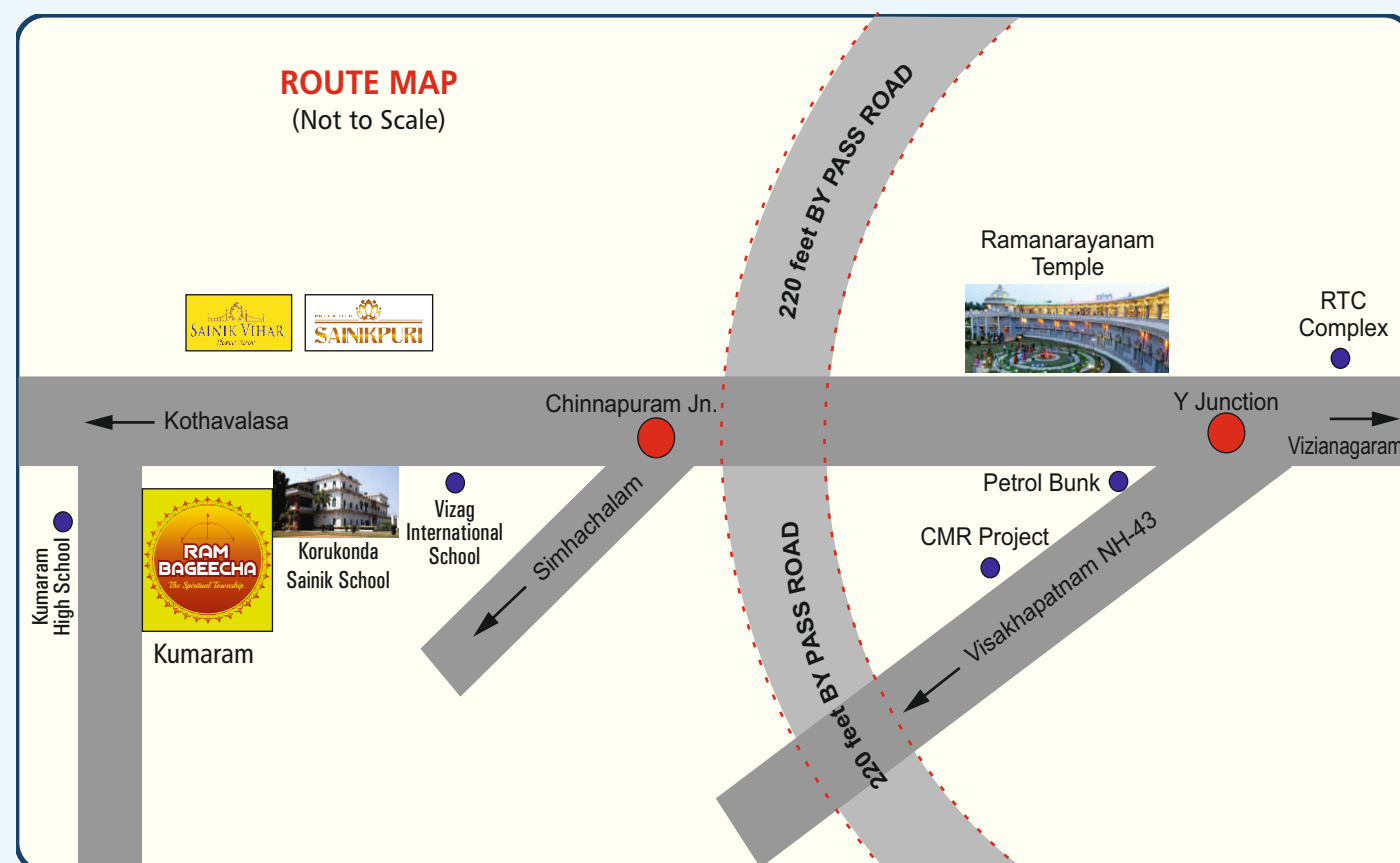 ROUTE MAP
(Not to Scale)
220 feet BY PASS ROAD
Ramanarayanam
Temple
RTC
Complex
SAINIK VIHAR
SAINIKPURI
Kothavalasa
Chinnapuram Jn.
Y Junction
Vizianagaram
Kumaram
High School
RAM
BAGEECHA
The Spiritual Township
Kumaram
Korukonda
Sainik School
Vizag
International
School
Simhachalam
220 feet BY PASS ROAD
Petrol Bunk
CMR Project
Visakhapatnam NH-43